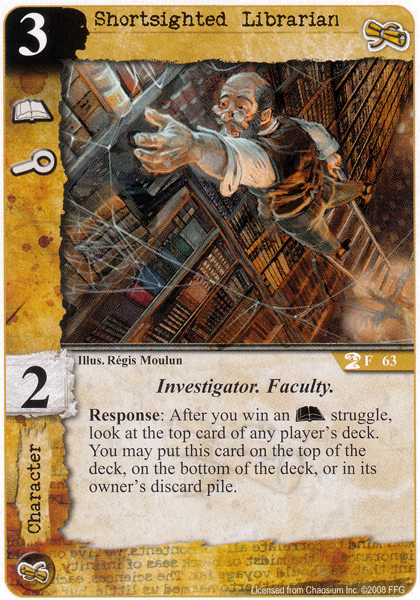 3
Shortsighted Librarian
Illus. Régis Moulun
F 63
2
Investigator. Faculty.
Response: After you win an struggle,
look at the top card of any player's deck.
You may put this card on the top of the
deck, on the bottom of the deck, or in its
owner's discard pile.
Character
Licensed from Chaosium Inc. ©2008 FFG